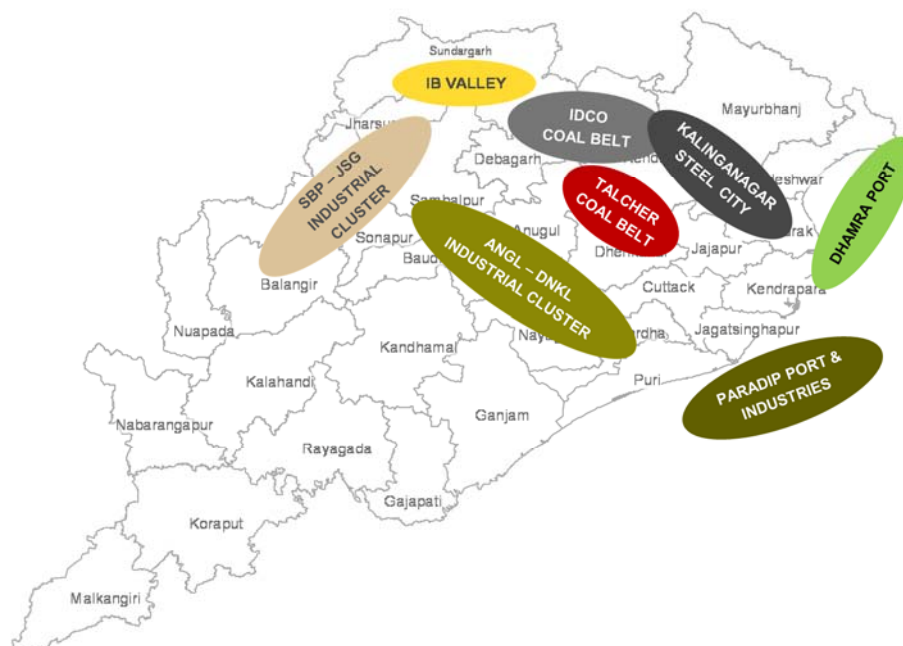 Sundargarh
IB VALLEY
Mayurbhanj
IDCO
COAL BELT
Jharsu
Debagarh
KALINGANAGAR
STEEL CITY
SBP – JSG
INDUSTRIAL
CLUSTER
TALCHER
COAL BELT
DHAMRA PORT
Sambalpur
Sonapur
Anugul
ANGL – DNKL
INDUSTRIAL CLUSTER
Jajapur
Balangir
Cuttack
Kendrapara
Nuapada
Jagatsinghapur
Kandhamal
PARADIP PORT &
INDUSTRIES
Puri
Kalahandi
Ganjam
Nabarangapur
Rayagada
Gajapati
Koraput
Malkangiri